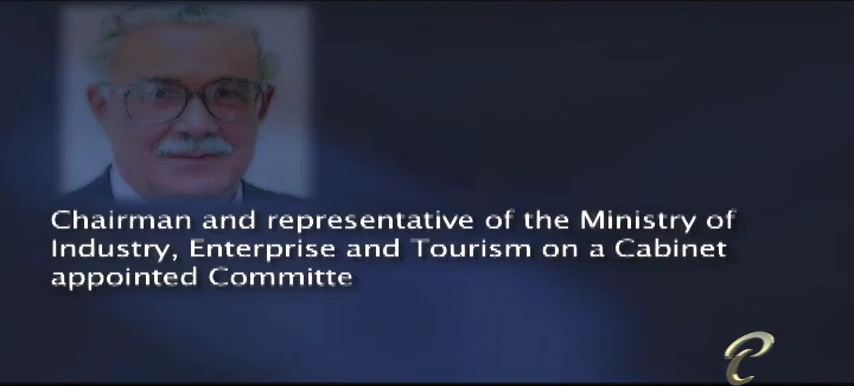 Chairman and representative of the Ministry of
Industry, Enterprise and Tourism on a Cabinet
appointed Committe